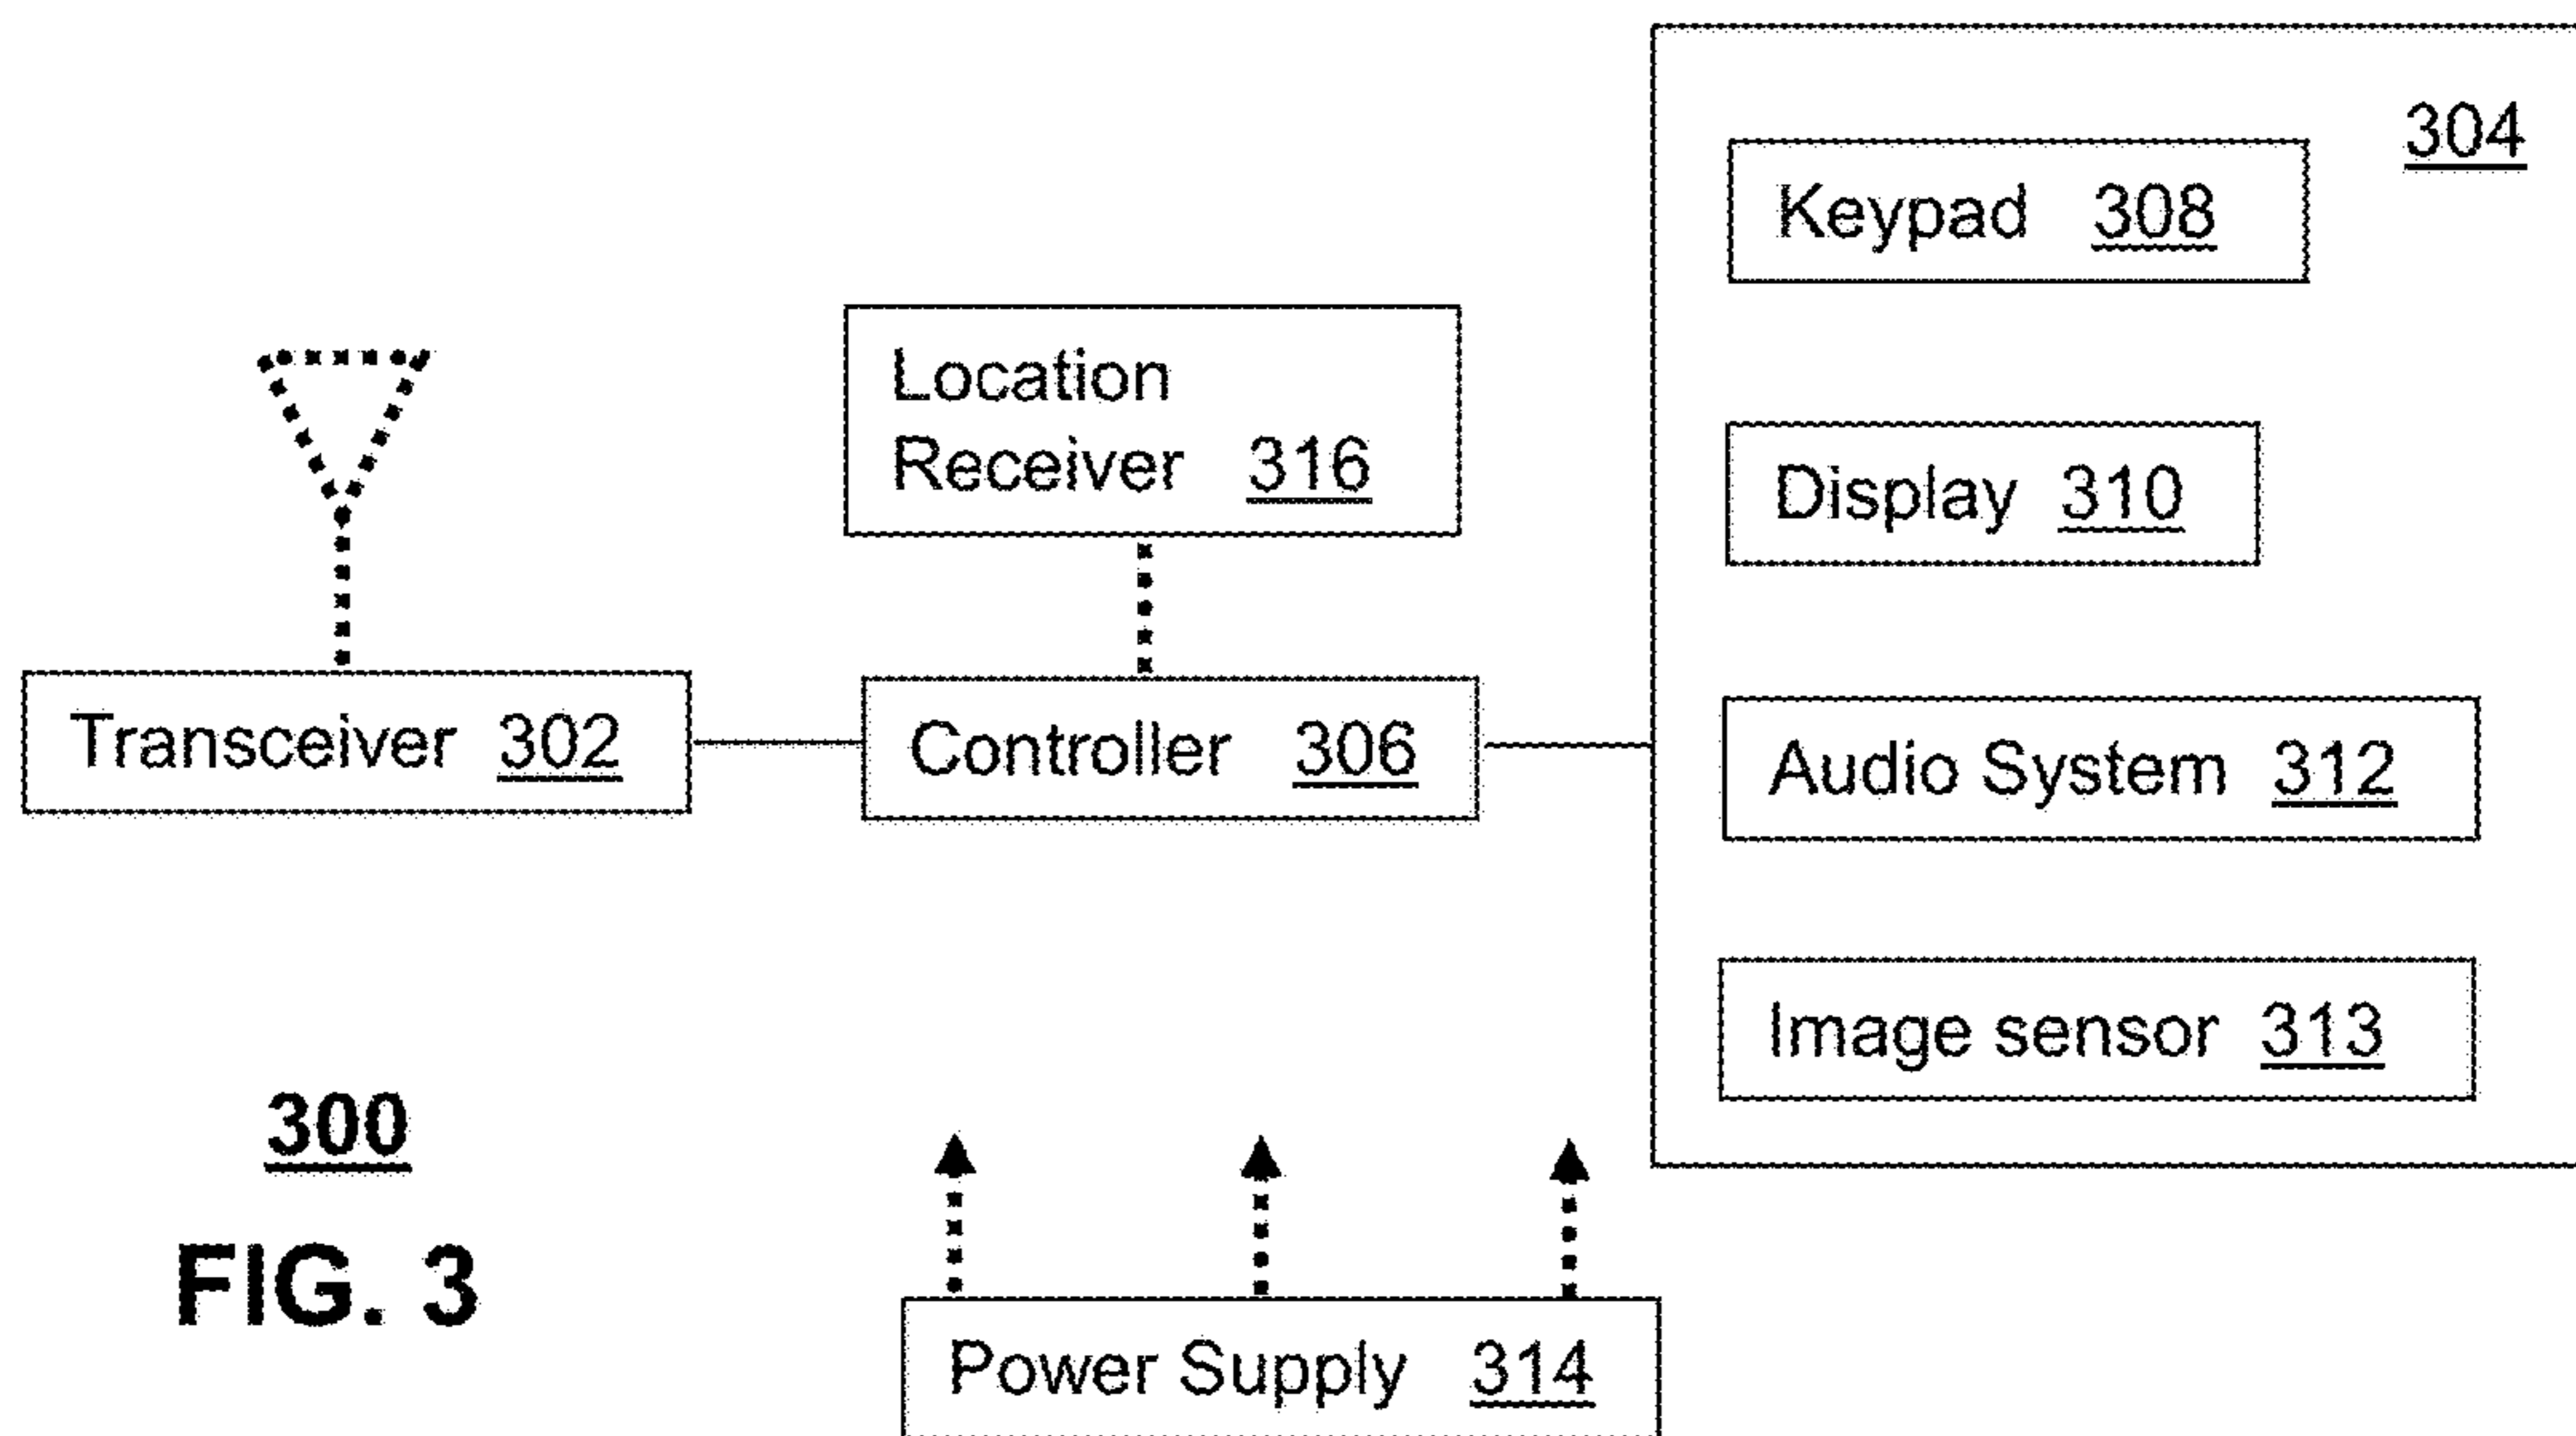 304
Keypad 308
Location
Receiver 316
Display 310
Transceiver 302
Controller 306
Audio System 312
Image sensor 313
300
FIG. 3
Power Supply 314